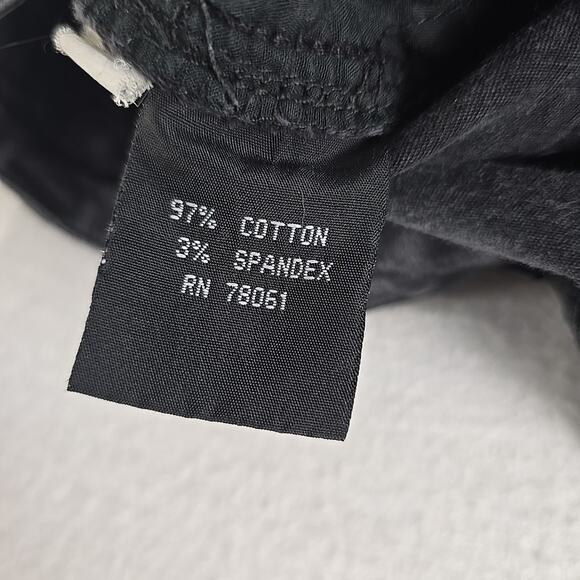 97% COTTON
3% SPANDEX
RN 78061